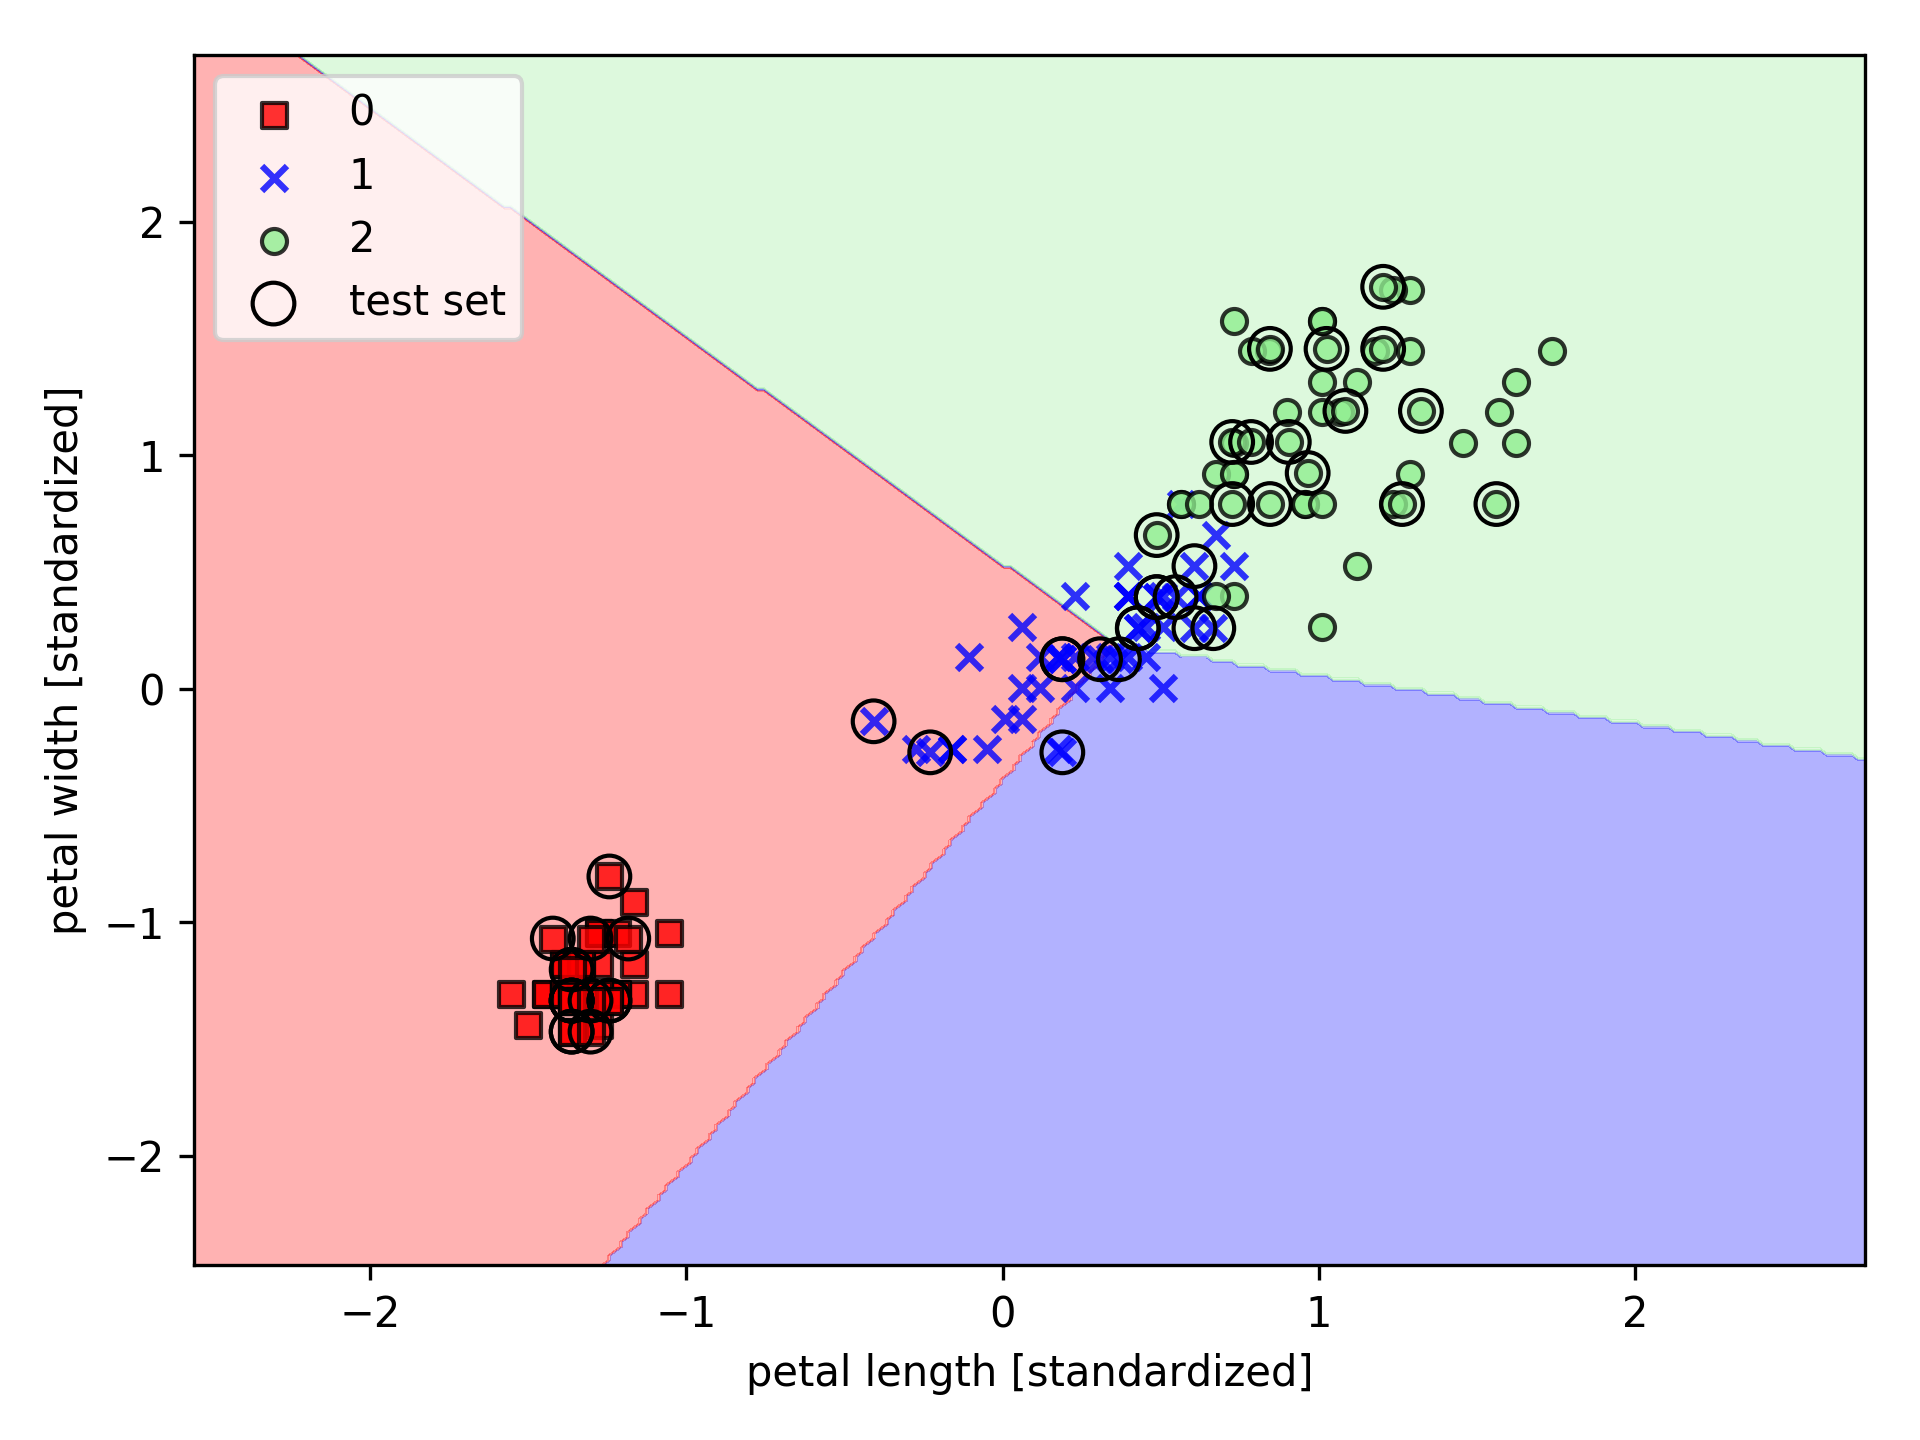 0
1
2
test set
2
1
0
−1
−2
petal width [standardized]
−2 −1 0 1 2
petal length [standardized]